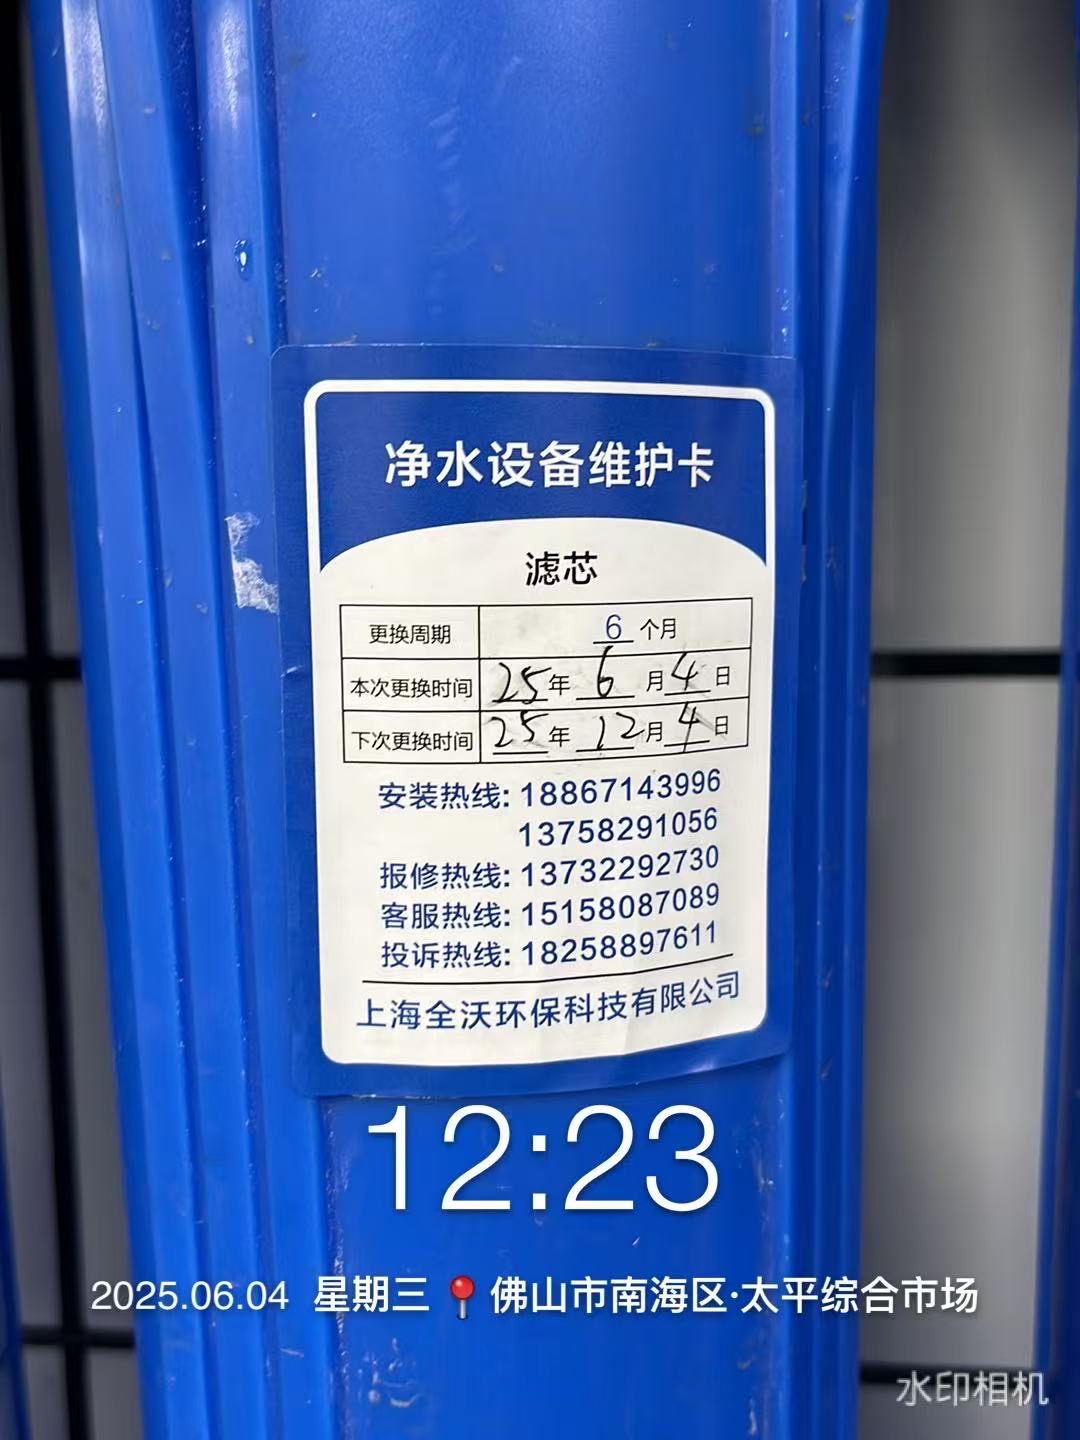 净水设备维护卡
滤芯
更换周期 6 个月
本次更换时间 25年 6 月 4 日
下次更换时间 25年 12 月 4 日
安装热线: 18867143996
13758291056
报修热线: 13732292730
客服热线: 15158087089
投诉热线: 18258897611
上海全沃环保科技有限公司
12:23
2025.06.04 星期三 📍 佛山市南海区·太平综合市场
水印相机